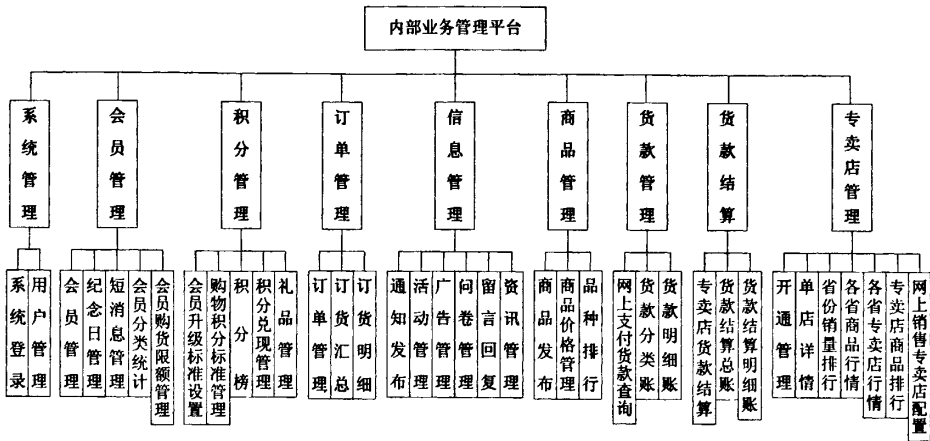 内部业务管理平台
系统管理
会员管理
积分管理
订单管理
信息管理
商品管理
货款管理
货款结算
专卖店管理
系统登录
用户管理
会员管理
纪念日管理
短消息管理
会员分类统计
会员购货限额管理
会员升级标准设置
购物积分标准管理
积分榜
积分兑现管理
礼品管理
订单管理
订货汇总
订货明细
通知发布
活动管理
广告管理
问卷管理
留言回复
资讯管理
商品发布
商品价格管理
品种排行
网上支付货款查询
货款分类账
货款明细账
专卖店货款结算
货款结算总账
货款结算明细账
开通管理
单店详情
省份销量排行
各省商品行情
各省专卖店行情
专卖店商品排行
网上销售专卖店配置